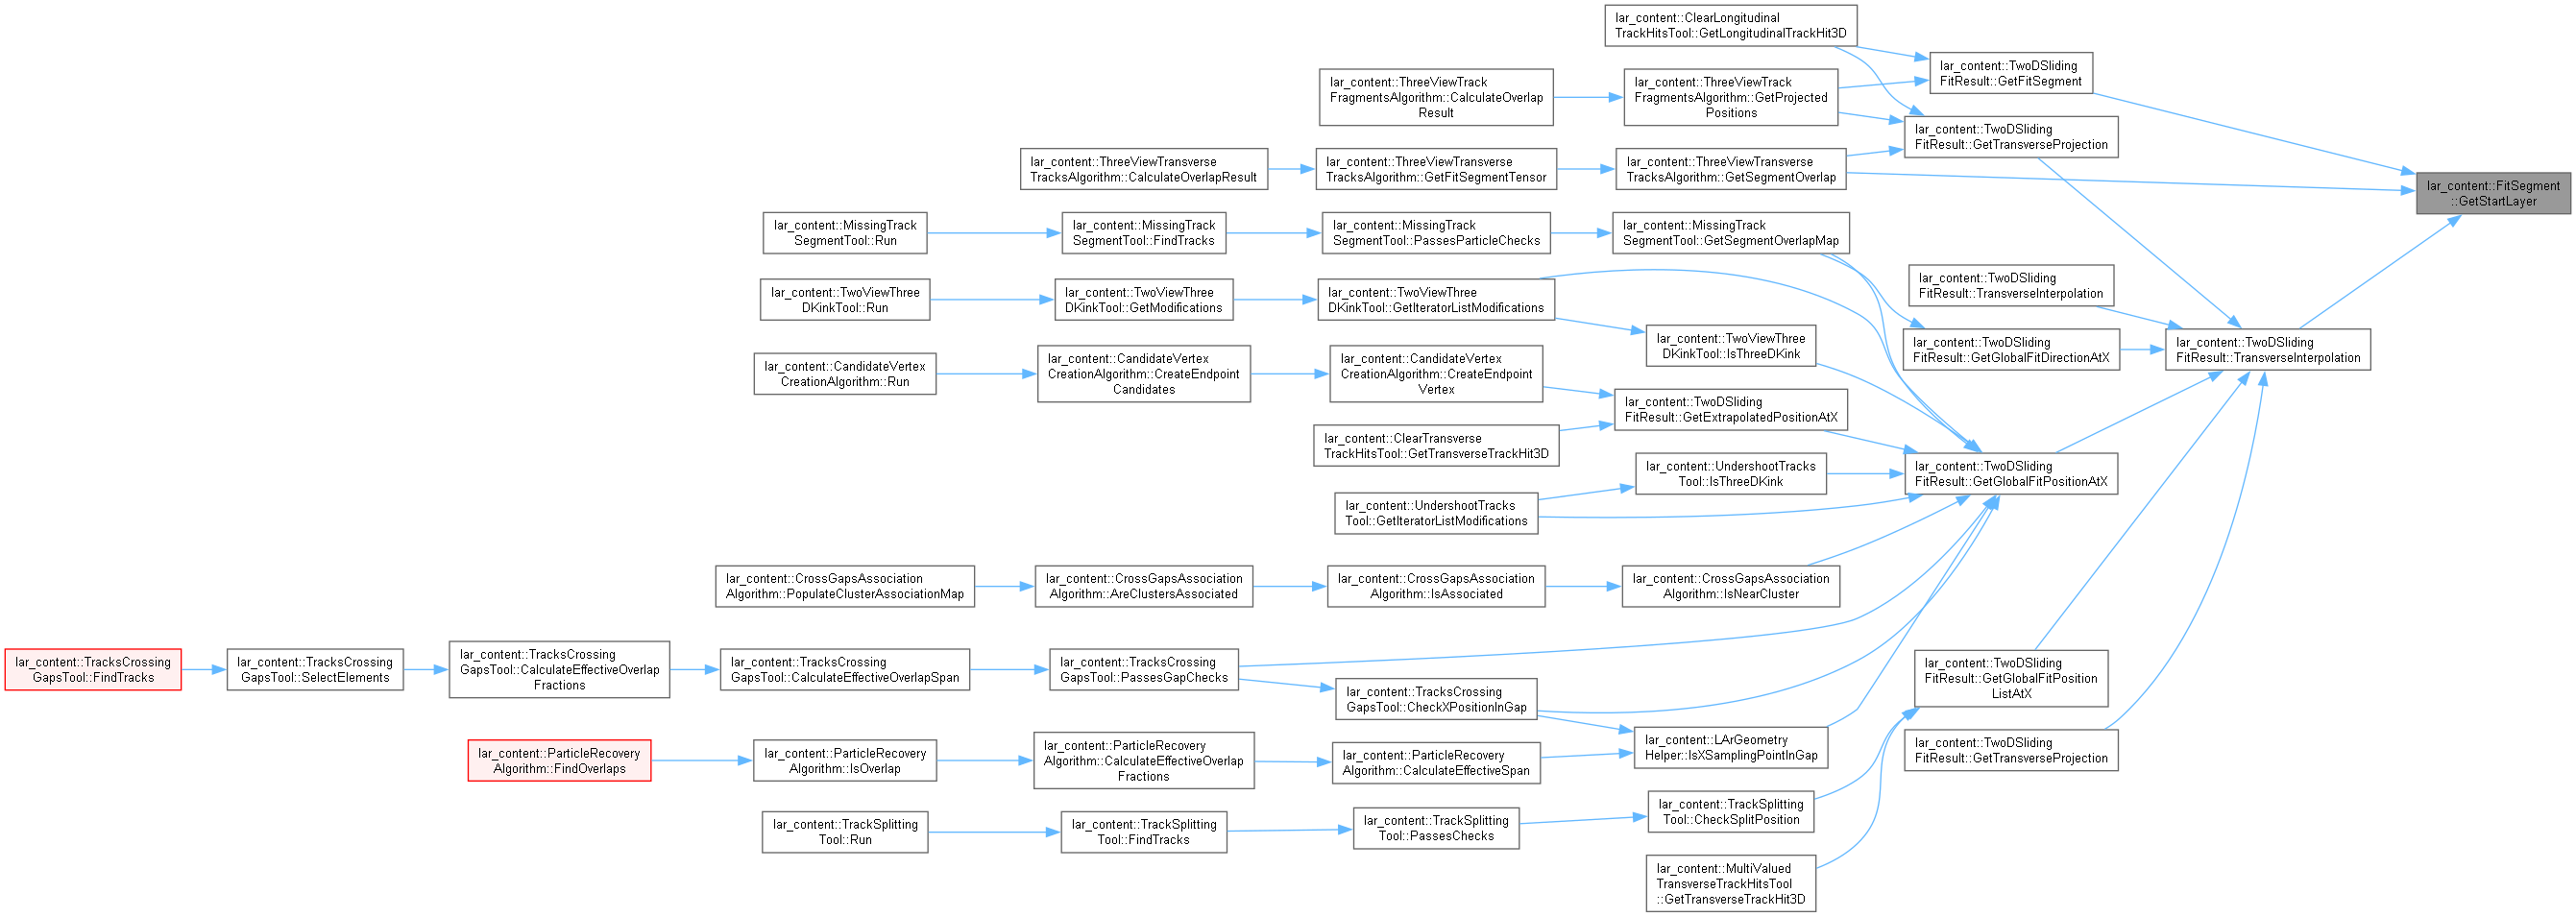 lar_content::ClearLongitudinal
TrackHitsTool::GetLongitudinalTrackHit3D
lar_content::TwoDSliding
FitResult::GetFitSegment
lar_content::ThreeViewTrack
FragmentsAlgorithm::CalculateOverlap
Result
lar_content::ThreeViewTrack
FragmentsAlgorithm::GetProjected
Positions
lar_content::TwoDSliding
FitResult::GetTransverseProjection
lar_content::ThreeViewTransverse
TracksAlgorithm::CalculateOverlapResult
lar_content::ThreeViewTransverse
TracksAlgorithm::GetFitSegmentTensor
lar_content::ThreeViewTransverse
TracksAlgorithm::GetSegmentOverlap
lar_content::FitSegment
::GetStartLayer
lar_content::MissingTrack
SegmentTool::Run
lar_content::MissingTrack
SegmentTool::FindTracks
lar_content::MissingTrack
SegmentTool::PassesParticleChecks
lar_content::MissingTrack
SegmentTool::GetSegmentOverlapMap
lar_content::TwoDSliding
FitResult::TransverseInterpolation
lar_content::TwoViewThree
DKinkTool::Run
lar_content::TwoViewThree
DKinkTool::GetModifications
lar_content::TwoViewThree
DKinkTool::GetIteratorListModifications
lar_content::TwoViewThree
DKinkTool::IsThreeDKink
lar_content::TwoDSliding
FitResult::GetGlobalFitDirectionAtX
lar_content::TwoDSliding
FitResult::TransverseInterpolation
lar_content::CandidateVertex
CreationAlgorithm::Run
lar_content::CandidateVertex
CreationAlgorithm::CreateEndpoint
Candidates
lar_content::CandidateVertex
CreationAlgorithm::CreateEndpoint
Vertex
lar_content::TwoDSliding
FitResult::GetExtrapolatedPositionAtX
lar_content::ClearTransverse
TrackHitsTool::GetTransverseTrackHit3D
lar_content::UndershootTracks
Tool::IsThreeDKink
lar_content::TwoDSliding
FitResult::GetGlobalFitPositionAtX
lar_content::UndershootTracks
Tool::GetIteratorListModifications
lar_content::CrossGapsAssociation
Algorithm::PopulateClusterAssociationMap
lar_content::CrossGapsAssociation
Algorithm::AreClustersAssociated
lar_content::CrossGapsAssociation
Algorithm::IsAssociated
lar_content::CrossGapsAssociation
Algorithm::IsNearCluster
lar_content::TracksCrossing
GapsTool::FindTracks
lar_content::TracksCrossing
GapsTool::SelectElements
lar_content::TracksCrossing
GapsTool::CalculateEffectiveOverlap
Fractions
lar_content::TracksCrossing
GapsTool::CalculateEffectiveOverlapSpan
lar_content::TracksCrossing
GapsTool::PassesGapChecks
lar_content::TracksCrossing
GapsTool::CheckXPositionInGap
lar_content::TwoDSliding
FitResult::GetGlobalFitPosition
ListAtX
lar_content::ParticleRecovery
Algorithm::FindOverlaps
lar_content::ParticleRecovery
Algorithm::IsOverlap
lar_content::ParticleRecovery
Algorithm::CalculateEffectiveOverlap
Fractions
lar_content::ParticleRecovery
Algorithm::CalculateEffectiveSpan
lar_content::LArGeometry
Helper::IsXSamplingPointInGap
lar_content::TwoDSliding
FitResult::GetTransverseProjection
lar_content::TrackSplitting
Tool::Run
lar_content::TrackSplitting
Tool::FindTracks
lar_content::TrackSplitting
Tool::PassesChecks
lar_content::TrackSplitting
Tool::CheckSplitPosition
lar_content::MultiValued
TransverseTrackHitsTool
::GetTransverseTrackHit3D